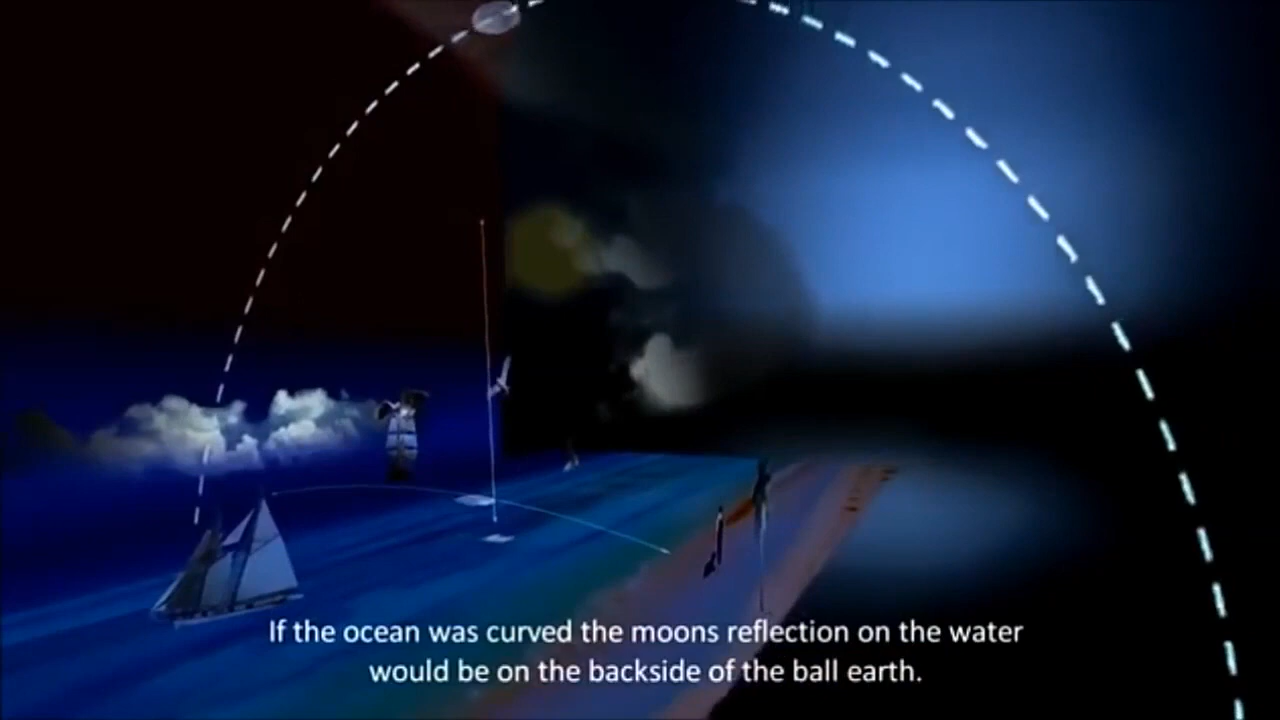 If the ocean was curved the moons reflection on the water
would be on the backside of the ball earth.